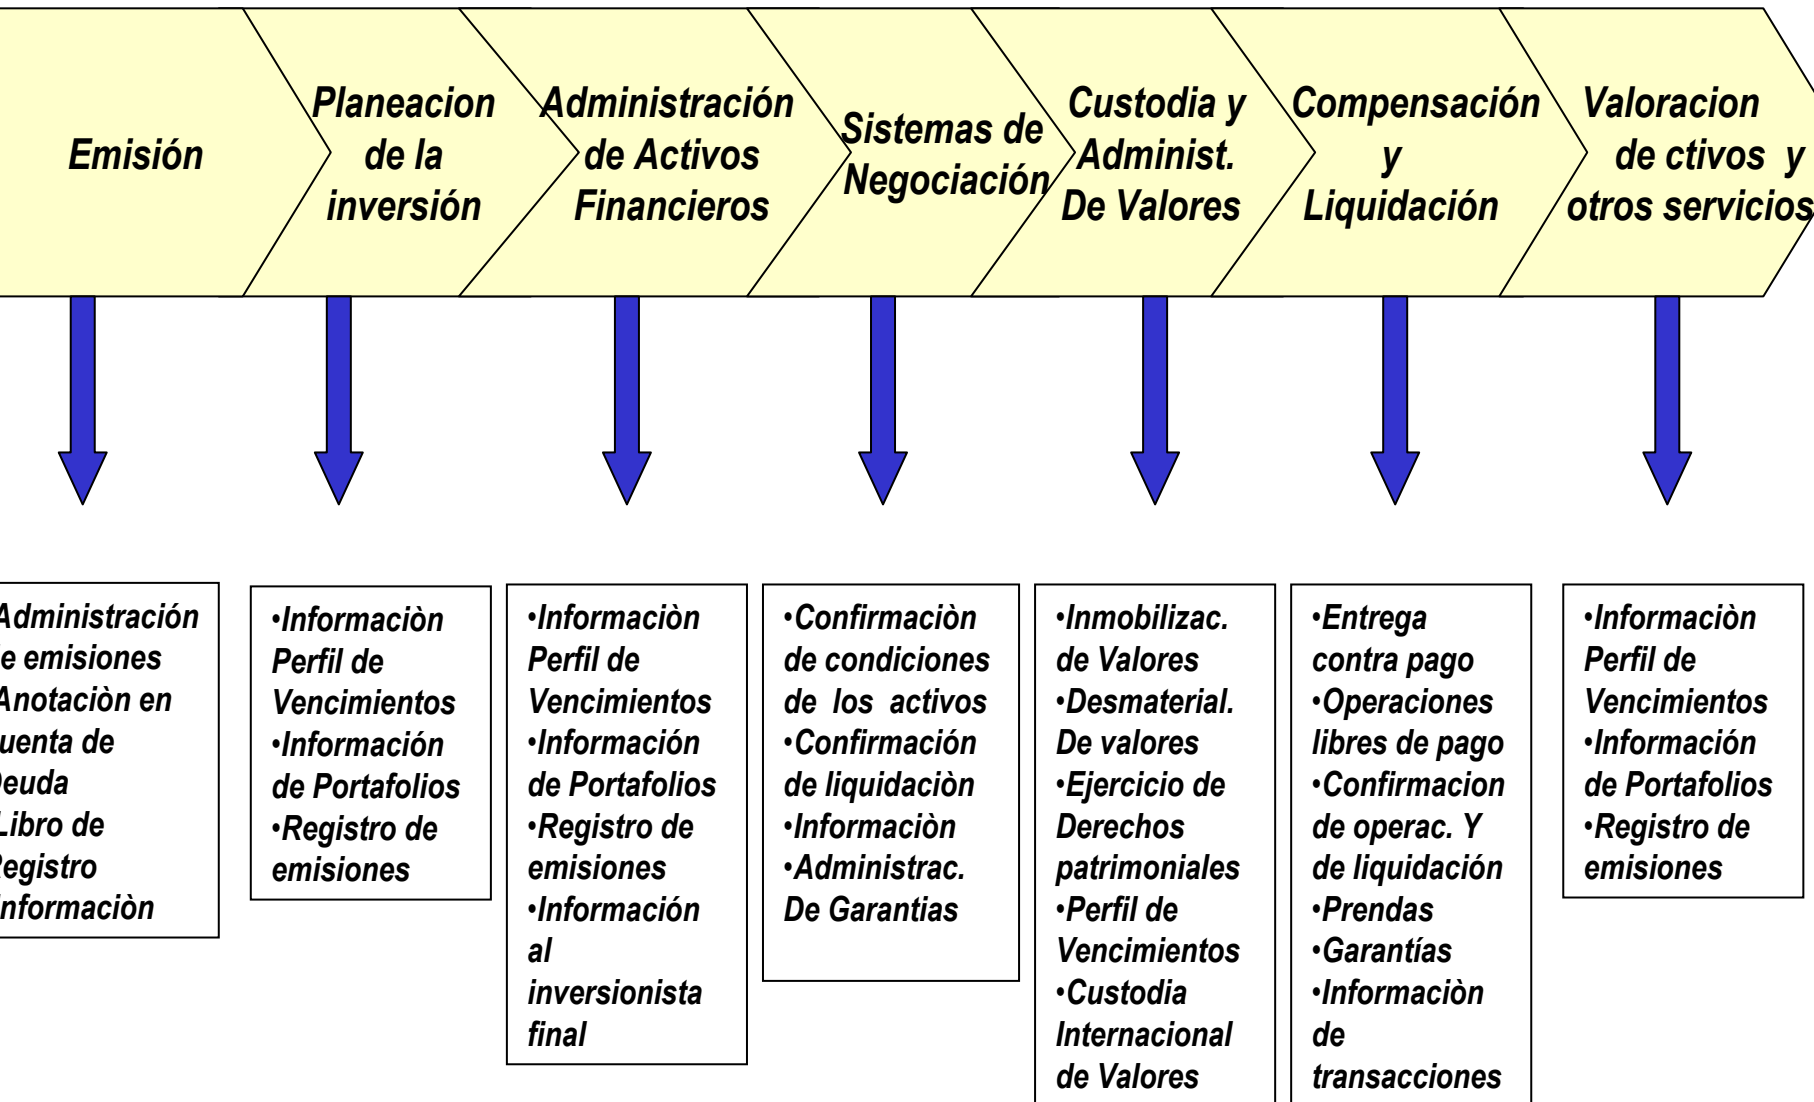 Emisión
Planeacion
de la
inversión
Administración
de Activos
Financieros
Sistemas de
Negociación
Custodia y
Administ.
De Valores
Compensación
y
Liquidación
Valoracion
de ctivos y
otros servicios
Administración
e emisiones
Anotaciòn en
uenta de
euda
Libro de
egistro
nformaciòn
•Informaciòn
Perfil de
Vencimientos
•Información
de Portafolios
•Registro de
emisiones
•Informaciòn
Perfil de
Vencimientos
•Información
de Portafolios
•Registro de
emisiones
•Información
al
inversionista
final
•Confirmaciòn
de condiciones
de los activos
•Confirmación
de liquidaciòn
•Informaciòn
•Administrac.
De Garantias
•Inmobilizac.
de Valores
•Desmaterial.
De valores
•Ejercicio de
Derechos
patrimoniales
•Perfil de
Vencimientos
•Custodia
Internacional
de Valores
•Entrega
contra pago
•Operaciones
libres de pago
•Confirmacion
de operac. Y
de liquidación
•Prendas
•Garantías
•Informaciòn
de
transacciones
•Informaciòn
Perfil de
Vencimientos
•Información
de Portafolios
•Registro de
emisiones